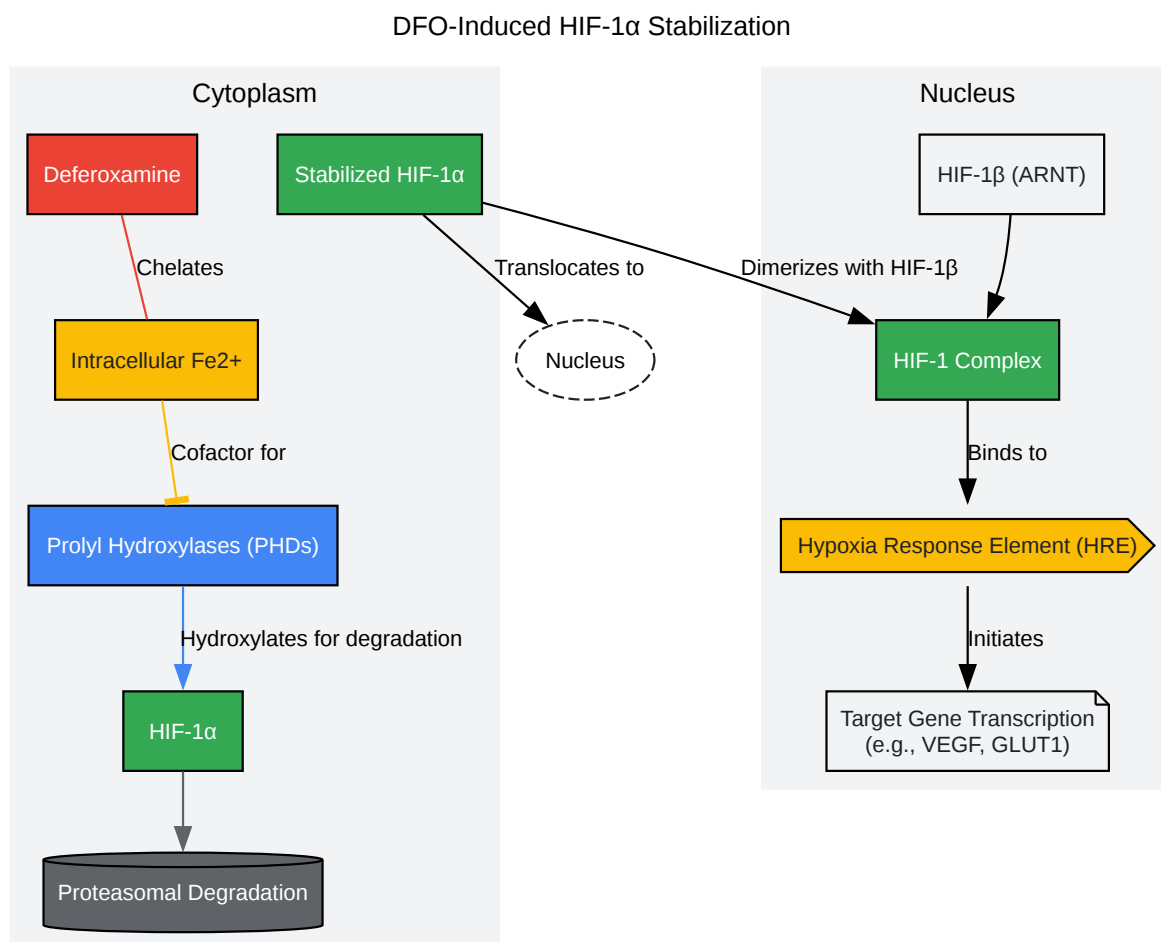 DFO-Induced HIF-1α Stabilization
Cytoplasm
Nucleus
Deferoxamine
Stabilized HIF-1α
HIF-1β (ARNT)
Chelates
Translocates to
Dimerizes with HIF-1β
Intracellular Fe2+
Nucleus
HIF-1 Complex
Cofactor for
Binds to
Prolyl Hydroxylases (PHDs)
Hypoxia Response Element (HRE)
Hydroxylates for degradation
Initiates
HIF-1α
Target Gene Transcription
(e.g., VEGF, GLUT1)
Proteasomal Degradation